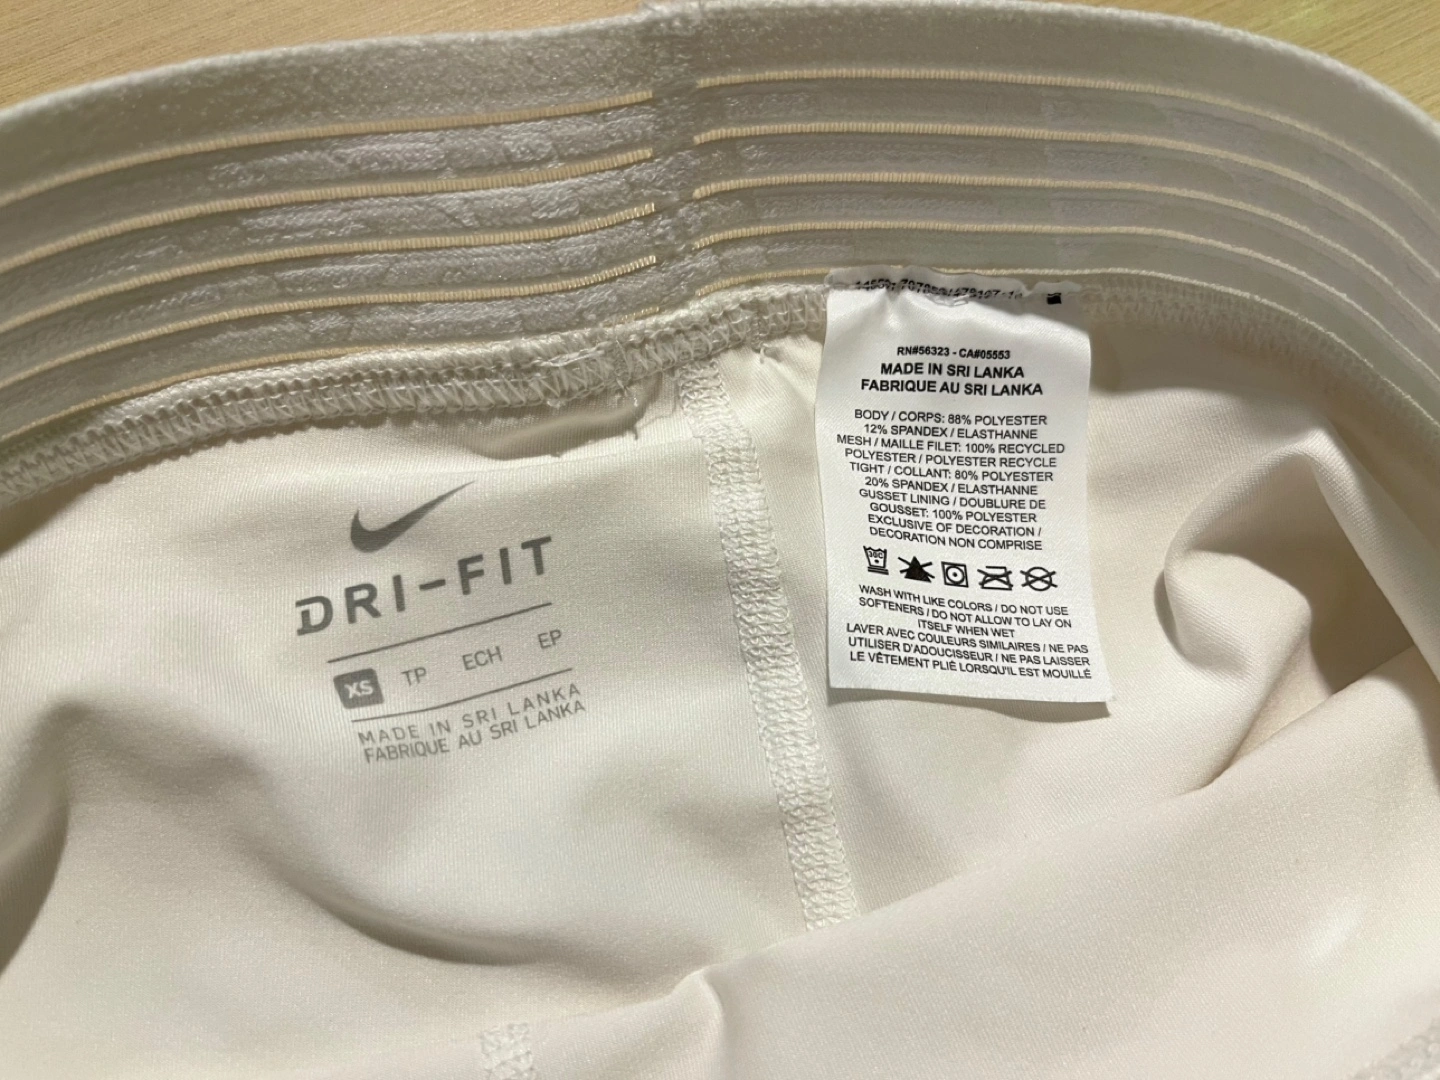 DRI-FIT
XS TP ECH EP
MADE IN SRI LANKA
FABRIQUE AU SRI LANKA
RN#56323 - CA#05553
MADE IN SRI LANKA
FABRIQUE AU SRI LANKA
BODY / CORPS: 88% POLYESTER
12% SPANDEX / ELASTHANNE
MESH / MAILLE FILET: 100% RECYCLED
POLYESTER / POLYESTER RECYCLE
TIGHT / COLLANT: 80% POLYESTER
20% SPANDEX / ELASTHANNE
GUSSET LINING / DOUBLURE DE
GOUSSET: 100% POLYESTER
EXCLUSIVE OF DECORATION /
DECORATION NON COMPRISE
30C
WASH WITH LIKE COLORS / DO NOT USE
SOFTENERS / DO NOT ALLOW TO LAY ON
ITSELF WHEN WET
LAVER AVEC COULEURS SIMILAIRES / NE PAS
UTILISER D'ADOUCISSEUR / NE PAS LAISSER
LE VÊTEMENT PLIÉ LORSQU'IL EST MOUILLÉ